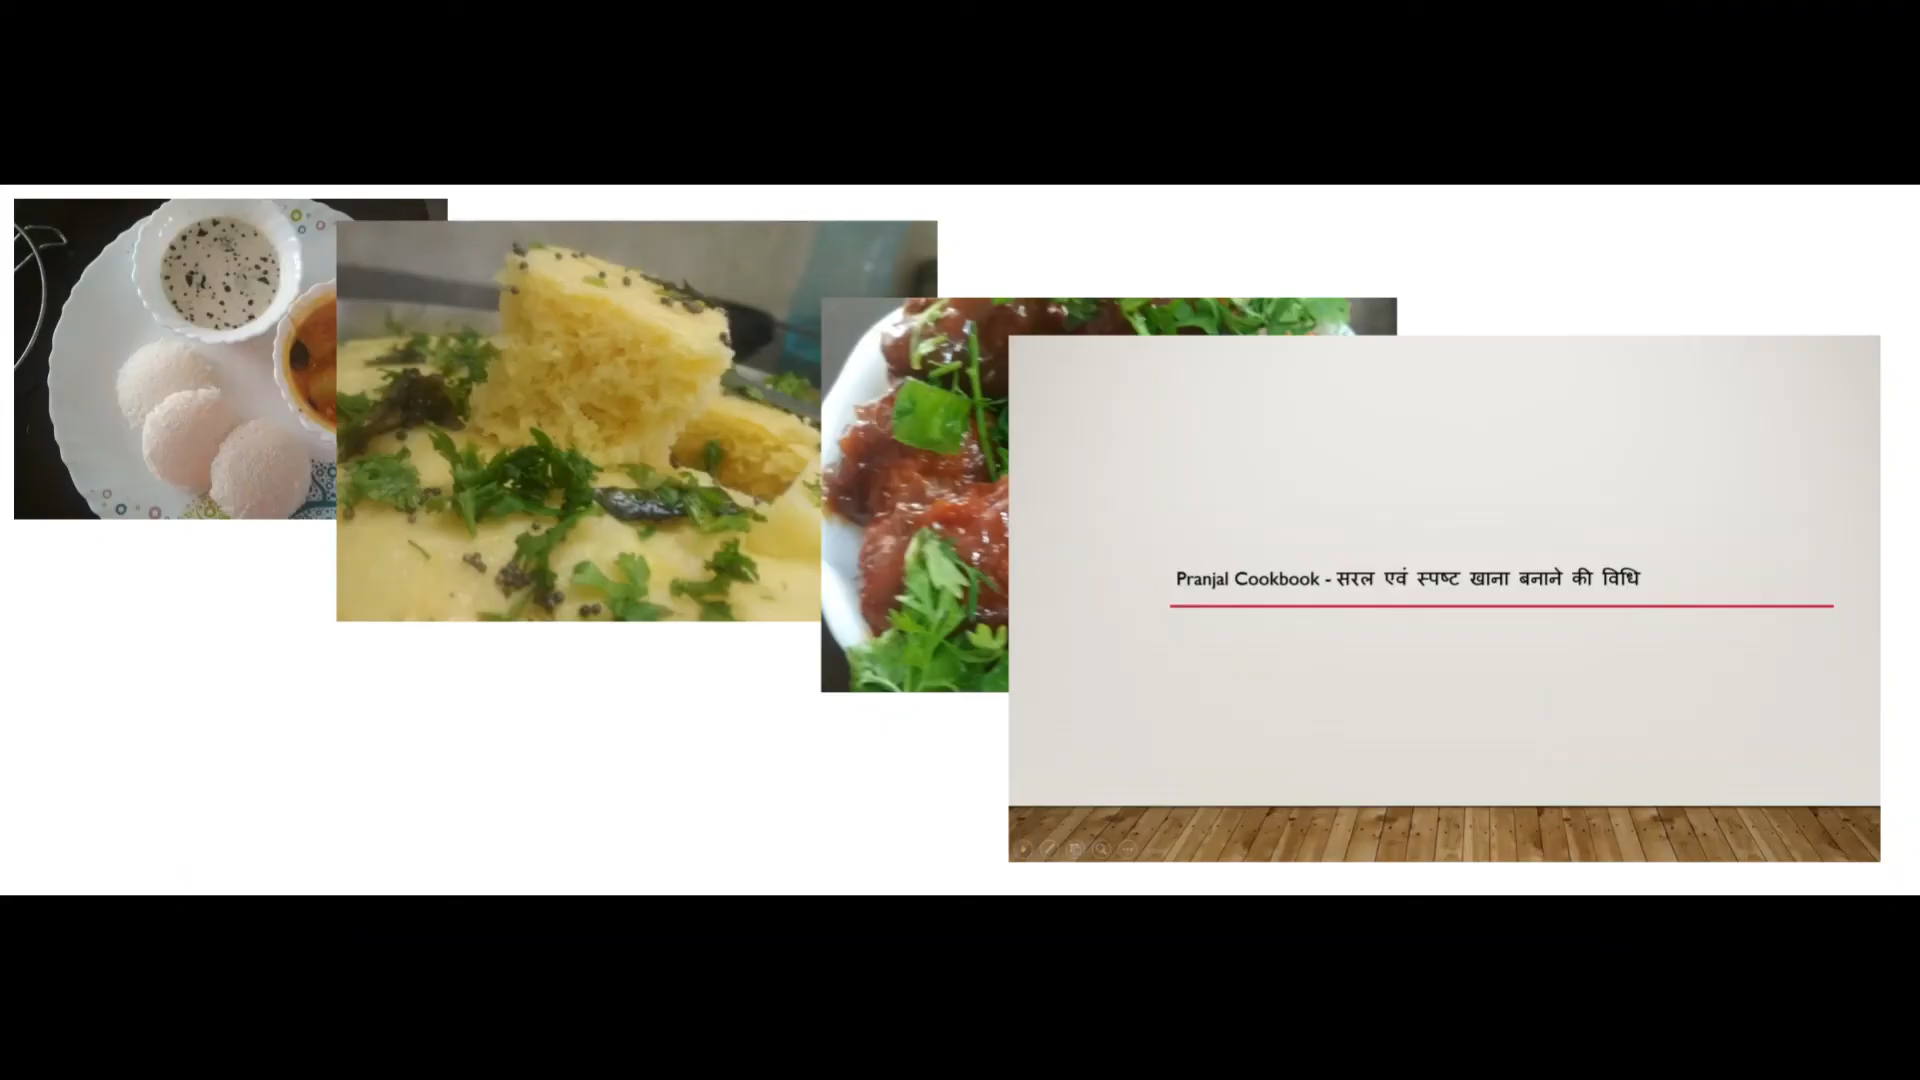 Pranjal Cookbook - सरल एवं स्पष्ट खाना बनाने की विधि